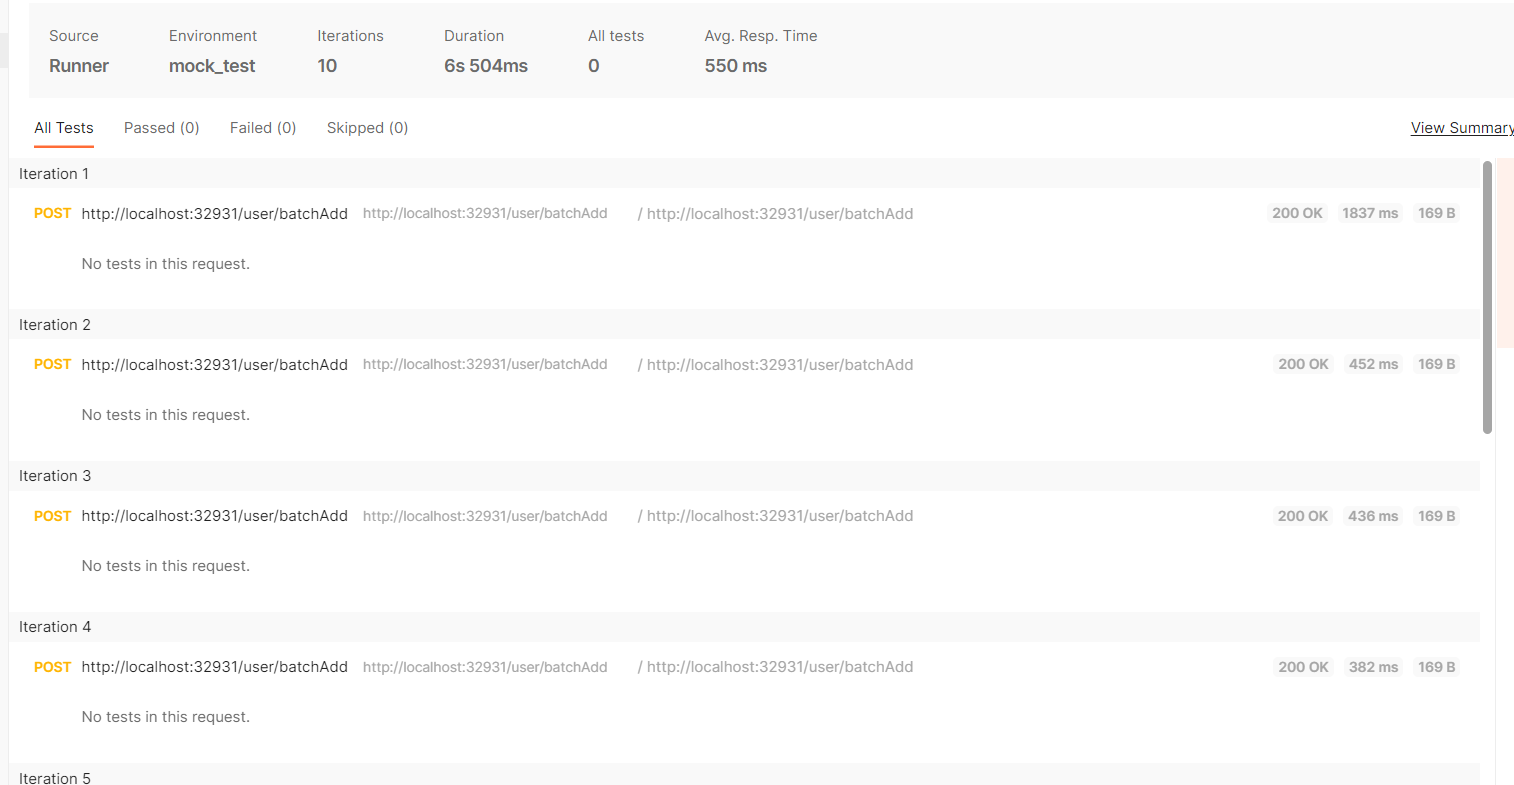 Source Environment Iterations Duration All tests Avg. Resp. Time
Runner mock_test 10 6s 504ms 0 550 ms
All Tests Passed (0) Failed (0) Skipped (0) View Summary
Iteration 1
POST http://localhost:32931/user/batchAdd http://localhost:32931/user/batchAdd / http://localhost:32931/user/batchAdd 200 OK 1837 ms 169 B
No tests in this request.
Iteration 2
POST http://localhost:32931/user/batchAdd http://localhost:32931/user/batchAdd / http://localhost:32931/user/batchAdd 200 OK 452 ms 169 B
No tests in this request.
Iteration 3
POST http://localhost:32931/user/batchAdd http://localhost:32931/user/batchAdd / http://localhost:32931/user/batchAdd 200 OK 436 ms 169 B
No tests in this request.
Iteration 4
POST http://localhost:32931/user/batchAdd http://localhost:32931/user/batchAdd / http://localhost:32931/user/batchAdd 200 OK 382 ms 169 B
No tests in this request.
Iteration 5